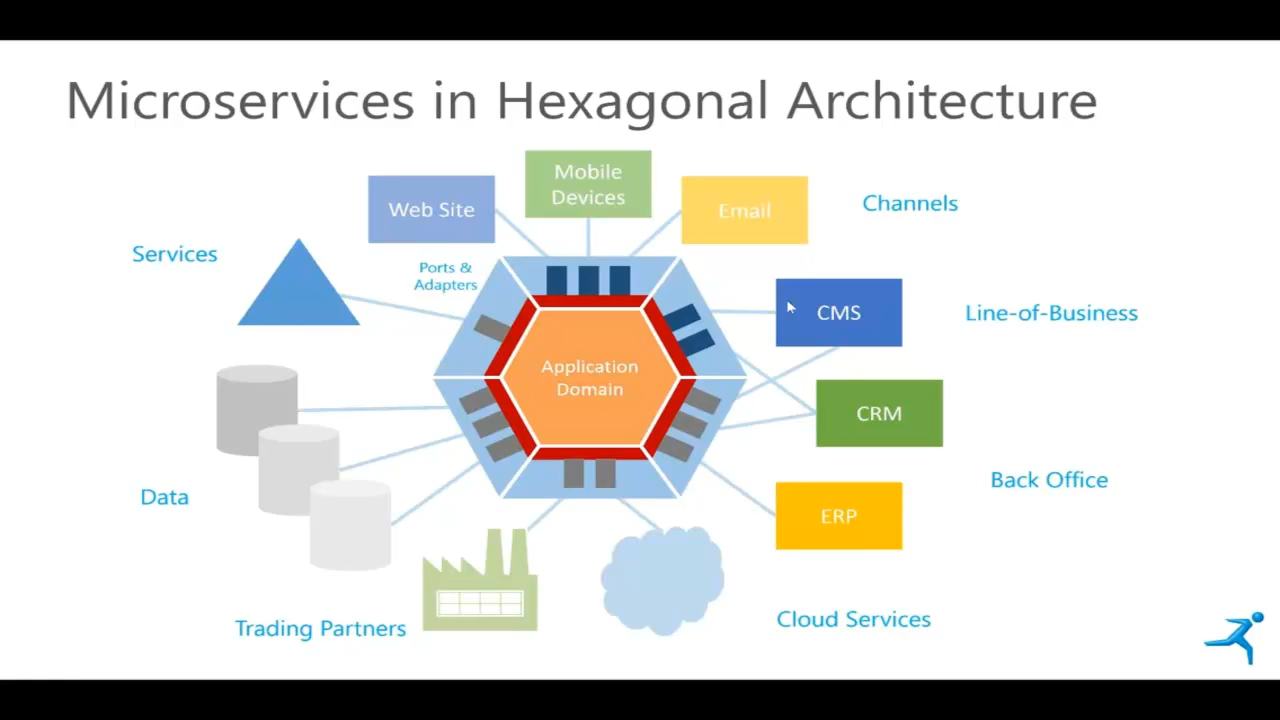 Microservices in Hexagonal Architecture
Mobile
Devices
Web Site
Email
Channels
Services
Ports &
Adapters
CMS
Line-of-Business
Application
Domain
CRM
Back Office
Data
ERP
Trading Partners
Cloud Services